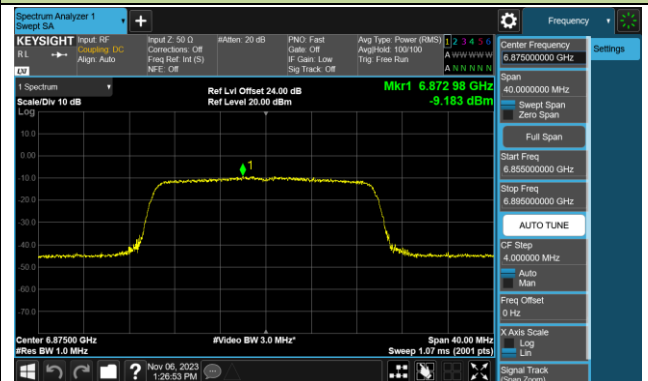 Spectrum Analyzer 1
Swept SA
Frequency
KEYSIGHT
RL
LXI
Input: RF
Coupling: DC
Align: Auto
Input Z: 50 Ω
Corrections: Off
Freq Ref: Int (S)
NFE: Off
#Atten: 20 dB
PNO: Fast
Gate: Off
IF Gain: Low
Sig Track: Off
Avg Type: Power (RMS)
Avg|Hold: 100/100
Trig: Free Run
1 2 3 4 5 6
A W W W W W
A N N N N N
1 Spectrum
Scale/Div 10 dB
Log
Ref Lvl Offset 24.00 dB
Ref Level 20.00 dBm
Mkr1 6.872 98 GHz
-9.183 dBm
1
10.0
0.00
-10.0
-20.0
-30.0
-40.0
-50.0
-60.0
-70.0
Center 6.87500 GHz
#Res BW 1.0 MHz
#Video BW 3.0 MHz*
Span 40.00 MHz
Sweep 1.07 ms (2001 pts)
Nov 06, 2023
1:26:53 PM
Center Frequency
6.875000000 GHz
Span
40.0000000 MHz
Swept Span
Zero Span
Full Span
Start Freq
6.855000000 GHz
Stop Freq
6.895000000 GHz
AUTO TUNE
CF Step
4.000000 MHz
Auto
Man
Freq Offset
0 Hz
X Axis Scale
Log
Lin
Signal Track
(Span Zoom)
Settings